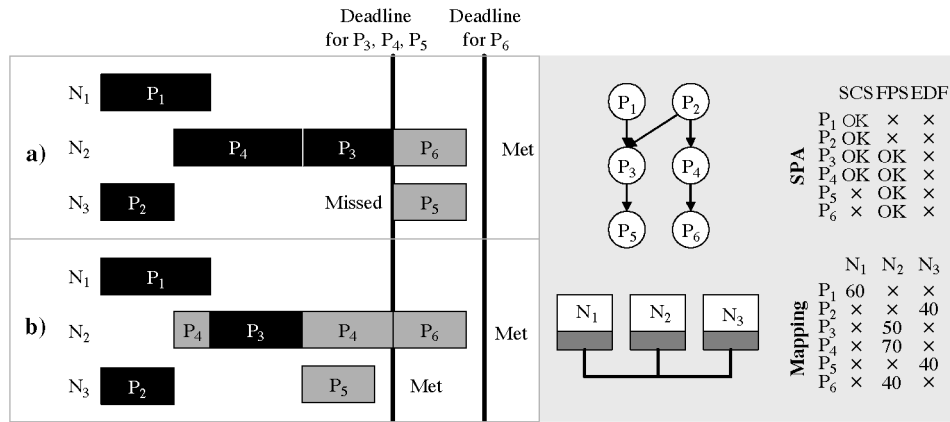 Deadline
for P3, P4, P5
Deadline
for P6
a)
N1 P1
N2 P4 P3 P6 Met
N3 P2 Missed P5
b)
N1 P1
N2 P4 P3 P4 P6 Met
N3 P2 P5 Met
P1 P2
P3 P4
P5 P6
N1 N2 N3
SPA
SCS FPS EDF
P1 OK × ×
P2 OK × ×
P3 OK OK ×
P4 OK OK ×
P5 × OK ×
P6 × OK ×
Mapping
N1 N2 N3
P1 60 × ×
P2 × × 40
P3 × 50 ×
P4 × 70 ×
P5 × × 40
P6 × 40 ×